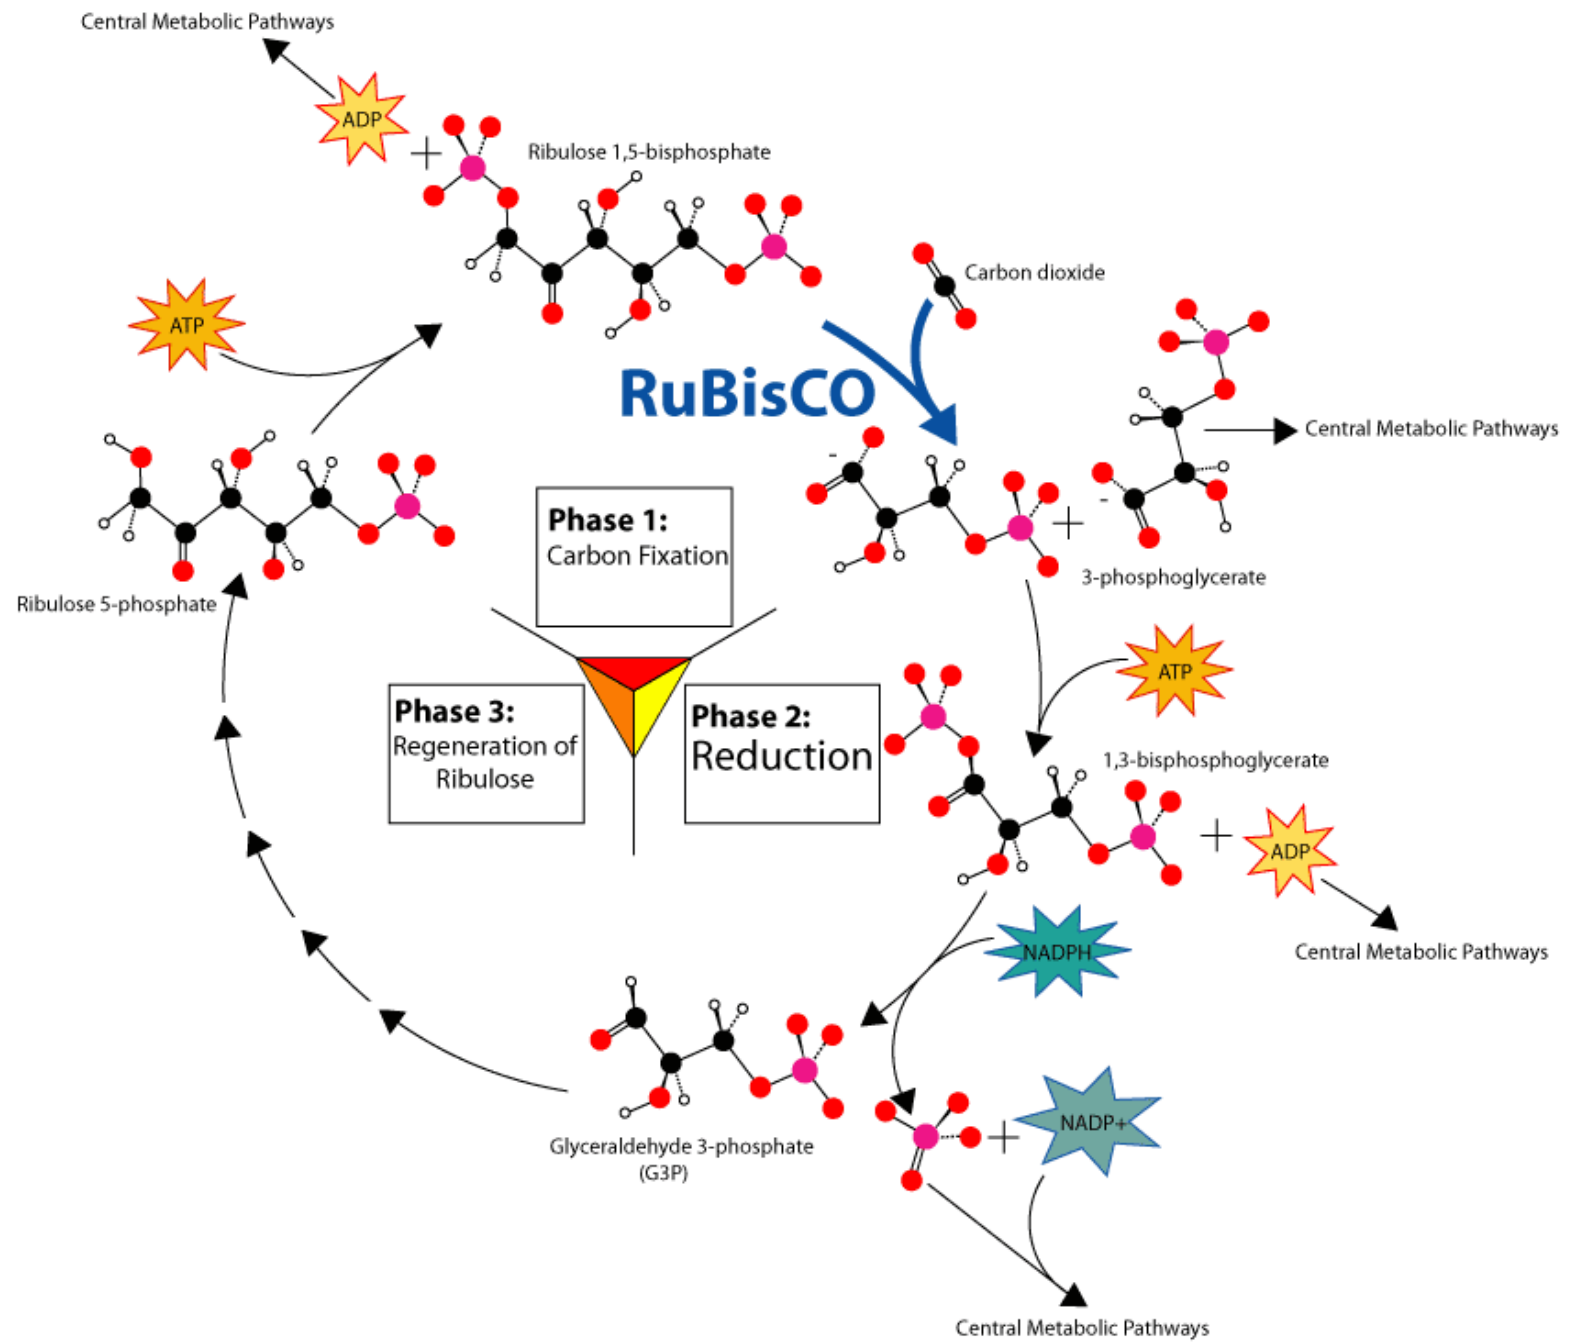 Central Metabolic Pathways
ADP
+
Ribulose 1,5-bisphosphate
Carbon dioxide
ATP
RuBisCO
Central Metabolic Pathways
-
-
+
3-phosphoglycerate
Ribulose 5-phosphate
Phase 1:
Carbon Fixation
Phase 2:
Reduction
Phase 3:
Regeneration of
Ribulose
ATP
1,3-bisphosphoglycerate
+
ADP
Central Metabolic Pathways
NADPH
Glyceraldehyde 3-phosphate
(G3P)
+
NADP+
Central Metabolic Pathways